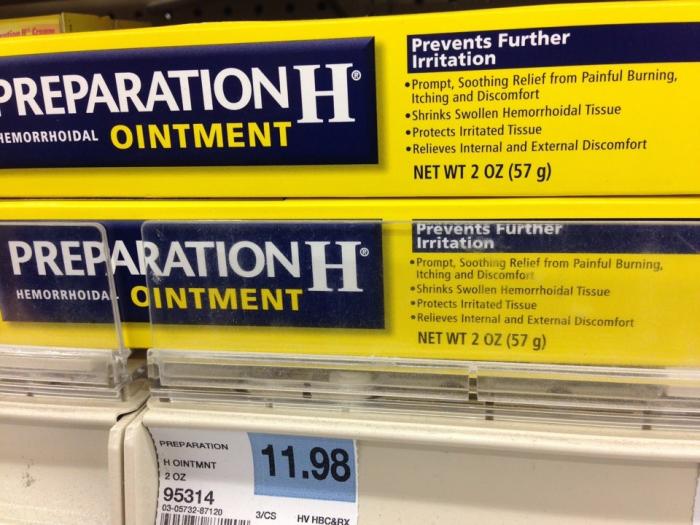 PREPARATION H®
HEMORRHOIDAL OINTMENT
Prevents Further
Irritation
•Prompt, Soothing Relief from Painful Burning,
Itching and Discomfort
•Shrinks Swollen Hemorrhoidal Tissue
•Protects Irritated Tissue
•Relieves Internal and External Discomfort
NET WT 2 OZ (57 g)
PREPARATION H®
HEMORRHOIDAL OINTMENT
Prevents Further
Irritation
•Prompt, Soothing Relief from Painful Burning,
Itching and Discomfort
•Shrinks Swollen Hemorrhoidal Tissue
•Protects Irritated Tissue
•Relieves Internal and External Discomfort
NET WT 2 OZ (57 g)
PREPARATION
H OINTMNT
2 OZ
11.98
95314
03-05732-87120
3/CS HV HBC&RX